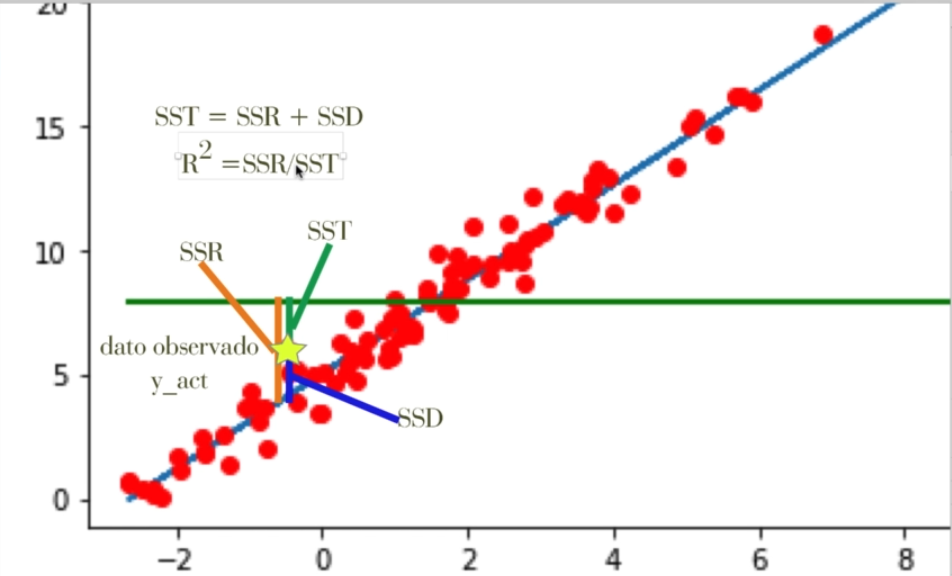 20
SST = SSR + SSD
15
R² =SSR/SST
SST
SSR
10
dato observado
y_act
5
SSD
0
−2 0 2 4 6 8